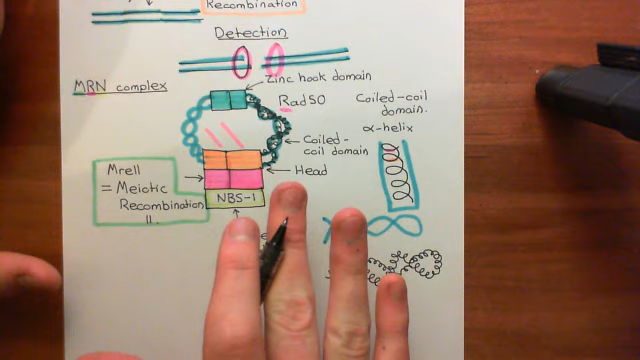 Recombination
Detection
MRN complex
Zinc hook domain
Rad50
Coiled-coil
domain.
α-helix
Coiled-
coil domain
Head
Mre11
= Meiotic
Recombination
11.
NBS-1